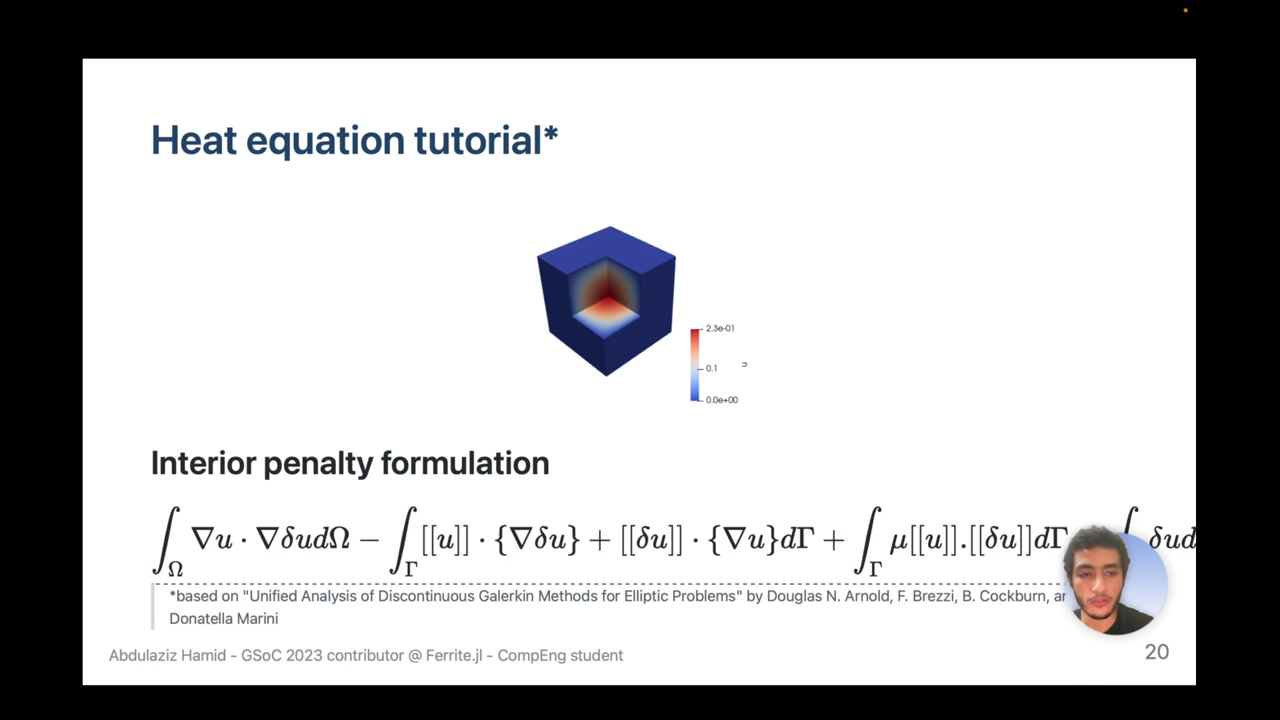 Heat equation tutorial*
2.3e-01
0.1
u
0.0e+00
Interior penalty formulation
∫_Ω ∇u · ∇δudΩ − ∫_Γ [[u]] · {∇δu} + [[δu]] · {∇u}dΓ + ∫_Γ μ[[u]].[[δu]]dΓ ∫ δud
*based on "Unified Analysis of Discontinuous Galerkin Methods for Elliptic Problems" by Douglas N. Arnold, F. Brezzi, B. Cockburn,
Donatella Marini
Abdulaziz Hamid - GSoC 2023 contributor @ Ferrite.jl - CompEng student
20